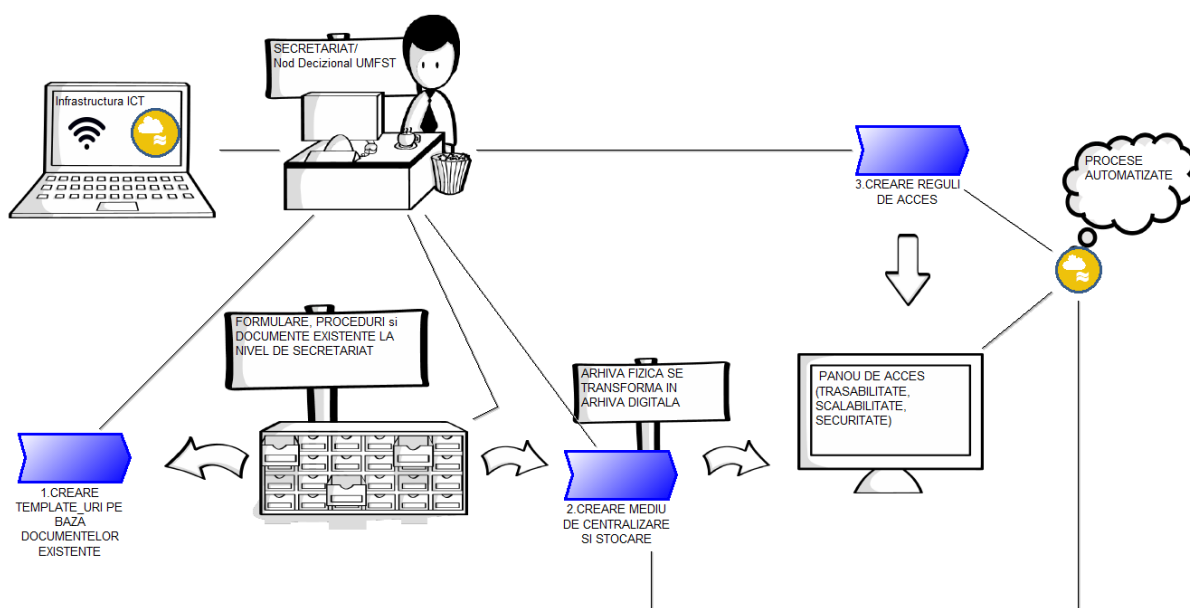 SECRETARIAT/
Nod Decizional UMFST
Infrastructura ICT
3.CREARE REGULI
DE ACCES
PROCESE
AUTOMATIZATE
FORMULARE, PROCEDURI si
DOCUMENTE EXISTENTE LA
NIVEL DE SECRETARIAT
ARHIVA FIZICA SE
TRANSFORMA IN
ARHIVA DIGITALA
PANOU DE ACCES
(TRASABILITATE,
SCALABILITATE,
SECURITATE)
1.CREARE
TEMPLATE_URI PE
BAZA
DOCUMENTELOR
EXISTENTE
2.CREARE MEDIU
DE CENTRALIZARE
SI STOCARE